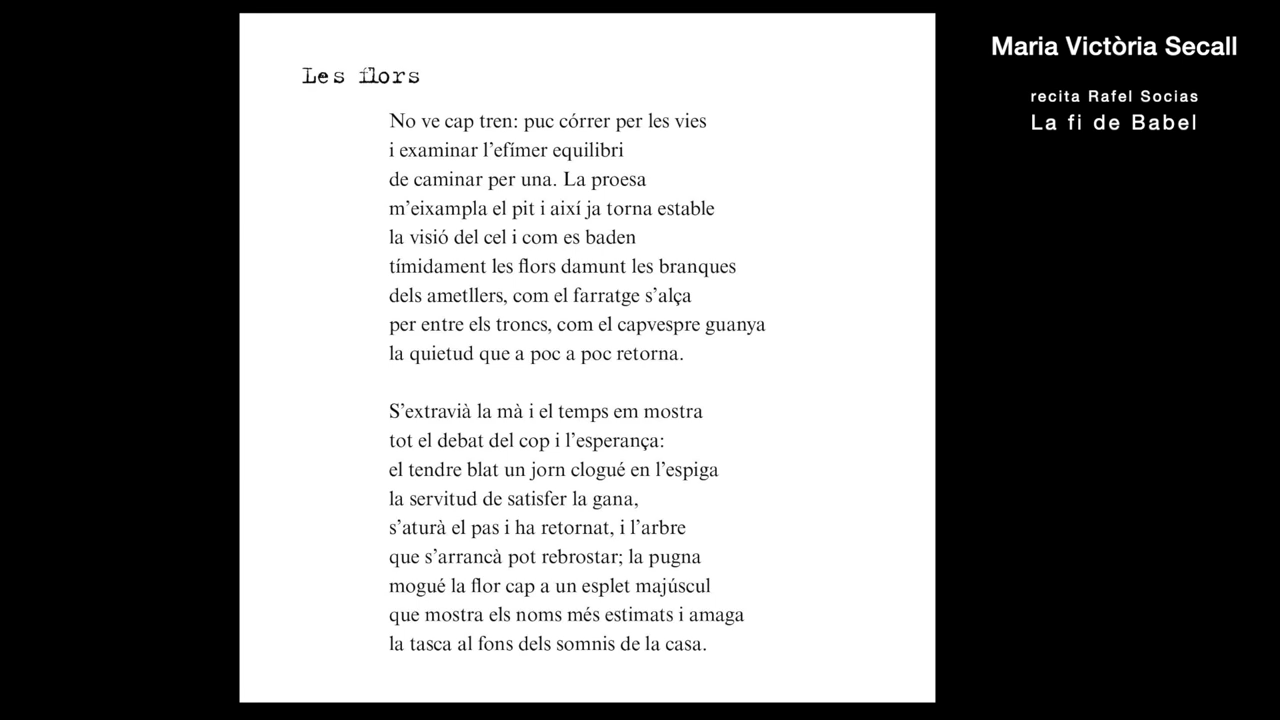 Les flors
No ve cap tren: puc córrer per les vies
i examinar l’efímer equilibri
de caminar per una. La proesa
m’eixampla el pit i així ja torna estable
la visió del cel i com es baden
tímidament les flors damunt les branques
dels ametllers, com el farratge s’alça
per entre els troncs, com el capvespre guanya
la quietud que a poc a poc retorna.
S’extravià la mà i el temps em mostra
tot el debat del cop i l’esperança:
el tendre blat un jorn clogué en l’espiga
la servitud de satisfer la gana,
s’aturà el pas i ha retornat, i l’arbre
que s’arrancà pot rebrostar; la pugna
mogué la flor cap a un esplet majúscul
que mostra els noms més estimats i amaga
la tasca al fons dels somnis de la casa.
Maria Victòria Secall
recita Rafel Socias
La fi de Babel